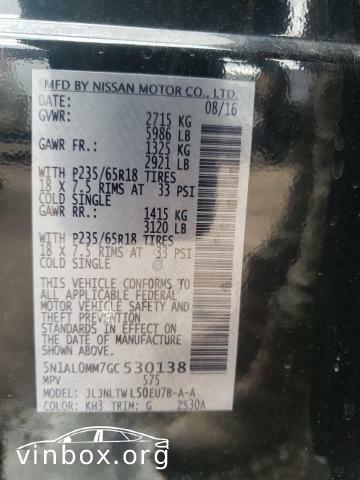 MFD BY NISSAN MOTOR CO., LTD.
DATE: 08/16
GVWR: 2715 KG
5986 LB
GAWR FR.: 1325 KG
2921 LB
WITH P235/65R18 TIRES
18 X 7.5 RIMS AT 33 PSI
COLD SINGLE
GAWR RR.: 1415 KG
3120 LB
WITH P235/65R18 TIRES
18 X 7.5 RIMS AT 33 PSI
COLD SINGLE
THIS VEHICLE CONFORMS TO
ALL APPLICABLE FEDERAL
MOTOR VEHICLE SAFETY AND
THEFT PREVENTION
STANDARDS IN EFFECT ON
THE DATE OF MANUFACTURE
SHOWN ABOVE.
5N1AL0MM7GC530138
MPV 575
MODEL: JLJNLTWL50EU7B-A-A
COLOR: KH3 TRIM: G Z530A
vinbox.org